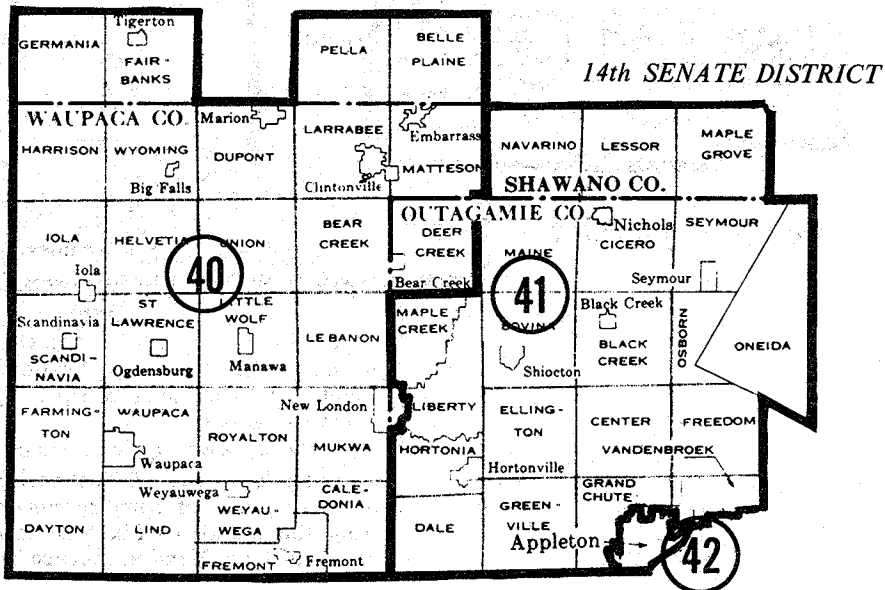 14th SENATE DISTRICT
Tigerton
GERMANIA
FAIR-
BANKS
PELLA
BELLE
PLAINE
WAUPACA CO.
Marion
LARRABEE
Embarrass
HARRISON
WYOMING
DUPONT
MATTESON
Big Falls
Clintonville
NAVARINO
LESSOR
MAPLE
GROVE
SHAWANO CO.
OUTAGAMIE CO.
IOLA
HELVETIA
UNION
BEAR
CREEK
DEER
CREEK
MAINE
Nichols
CICERO
SEYMOUR
Iola
40
Bear Creek
41
Seymour
Scandinavia
ST
LAWRENCE
LITTLE
WOLF
MAPLE
CREEK
BOVINA
Black Creek
SCANDI-
NAVIA
Ogdensburg
Manawa
LEBANON
Shiocton
BLACK
CREEK
OSBORN
ONEIDA
FARMING-
TON
WAUPACA
New London
LIBERTY
ELLING-
TON
CENTER
FREEDOM
ROYALTON
MUKWA
HORTONIA
VANDENBROEK
Waupaca
Hortonville
Weyauwega
CALE-
DONIA
GRAND
CHUTE
DAYTON
LIND
WEYAU-
WEGA
DALE
GREEN-
VILLE
Appleton
FREMONT
Fremont
42